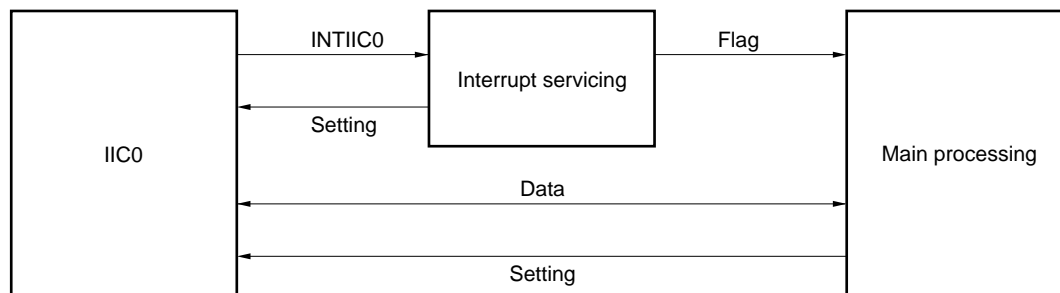 INTIIC0
Flag
Interrupt servicing
Setting
IIC0
Main processing
Data
Setting